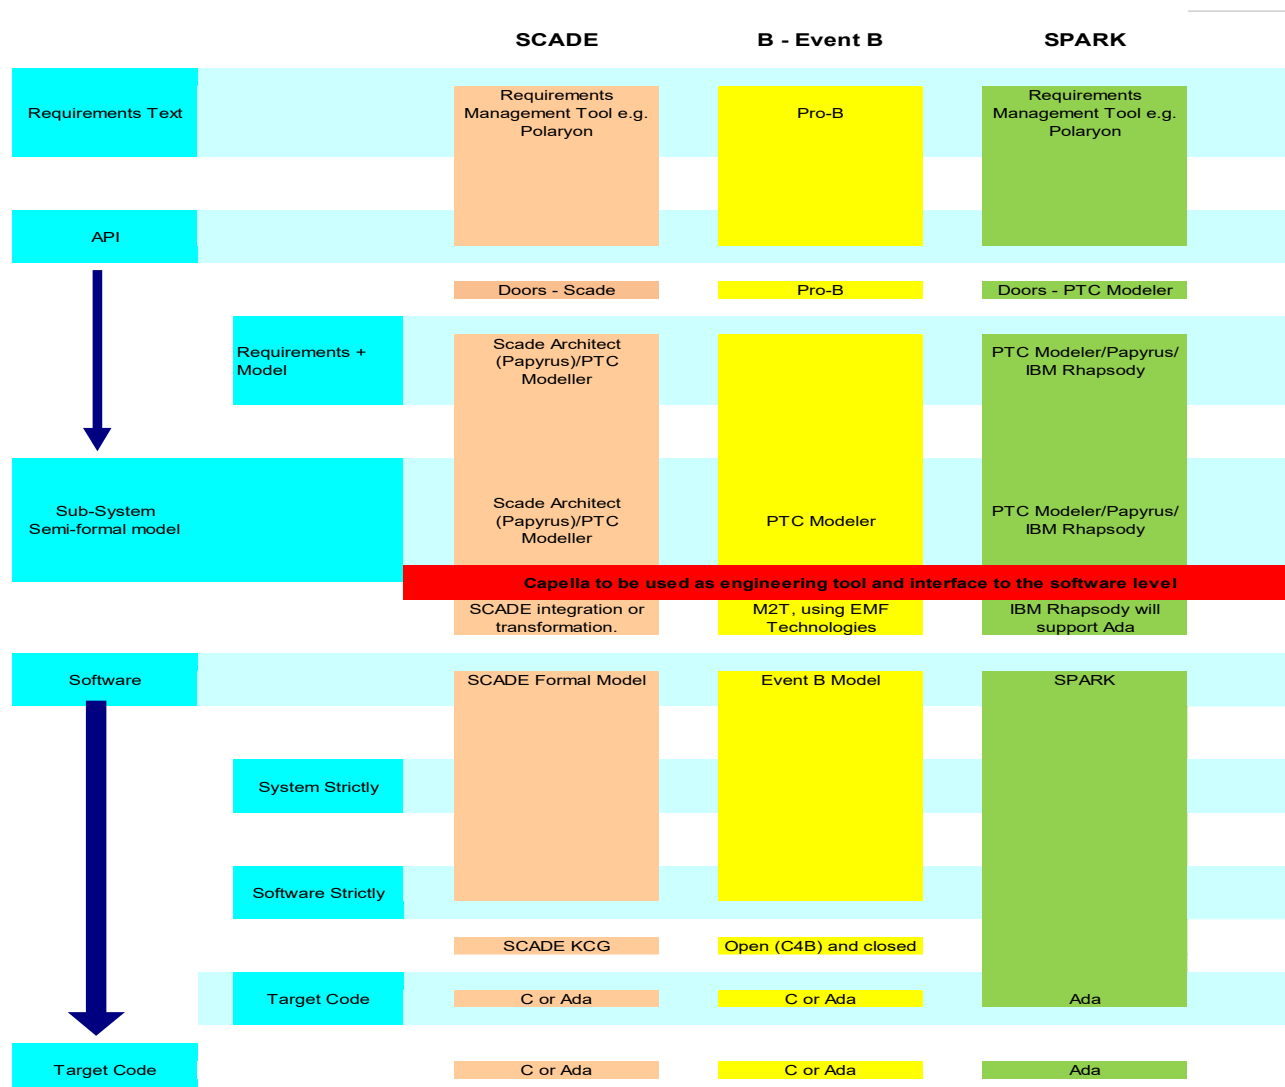 SCADE
B - Event B
SPARK
Requirements Text
Requirements
Management Tool e.g.
Polaryon
Pro-B
Requirements
Management Tool e.g.
Polaryon
API
Doors - Scade
Pro-B
Doors - PTC Modeler
Requirements +
Model
Scade Architect
(Papyrus)/PTC
Modeller
PTC Modeler/Papyrus/
IBM Rhapsody
Sub-System
Semi-formal model
Scade Architect
(Papyrus)/PTC
Modeller
PTC Modeler
PTC Modeler/Papyrus/
IBM Rhapsody
Capella to be used as engineering tool and interface to the software level
SCADE integration or
transformation.
M2T, using EMF
Technologies
IBM Rhapsody will
support Ada
Software
SCADE Formal Model
Event B Model
SPARK
System Strictly
Software Strictly
SCADE KCG
Open (C4B) and closed
Target Code
C or Ada
C or Ada
Ada
Target Code
C or Ada
C or Ada
Ada